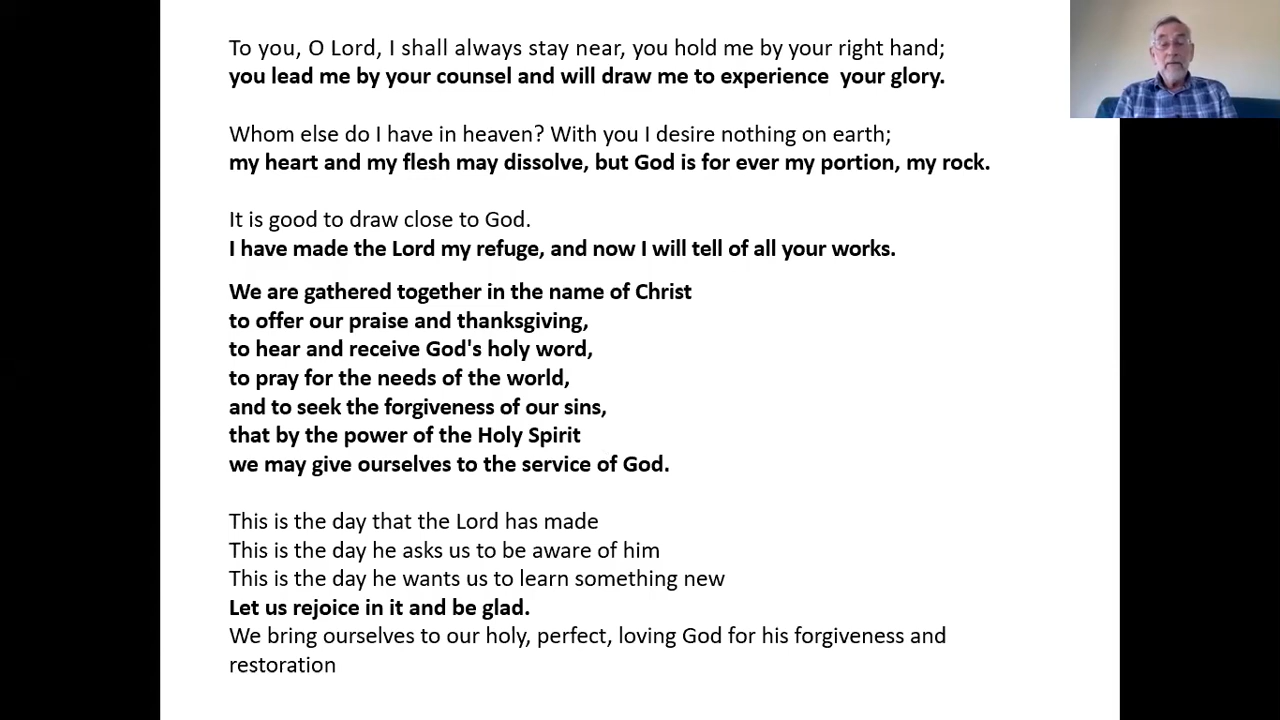 To you, O Lord, I shall always stay near, you hold me by your right hand;
you lead me by your counsel and will draw me to experience  your glory.
Whom else do I have in heaven? With you I desire nothing on earth;
my heart and my flesh may dissolve, but God is for ever my portion, my rock.
It is good to draw close to God.
I have made the Lord my refuge, and now I will tell of all your works.
We are gathered together in the name of Christ
to offer our praise and thanksgiving,
to hear and receive God's holy word,
to pray for the needs of the world,
and to seek the forgiveness of our sins,
that by the power of the Holy Spirit
we may give ourselves to the service of God.
This is the day that the Lord has made
This is the day he asks us to be aware of him
This is the day he wants us to learn something new
Let us rejoice in it and be glad.
We bring ourselves to our holy, perfect, loving God for his forgiveness and
restoration